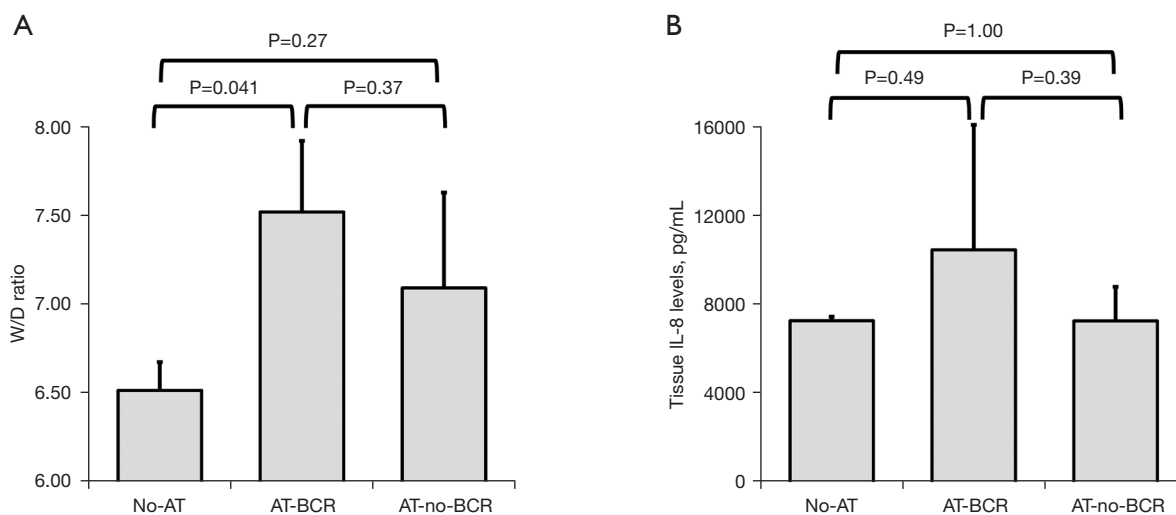 A
P=0.27
P=0.041
P=0.37
8.00
7.50
7.00
6.50
6.00
W/D ratio
No-AT
AT-BCR
AT-no-BCR
B
P=1.00
P=0.49
P=0.39
16000
12000
8000
4000
0
Tissue IL-8 levels, pg/mL
No-AT
AT-BCR
AT-no-BCR